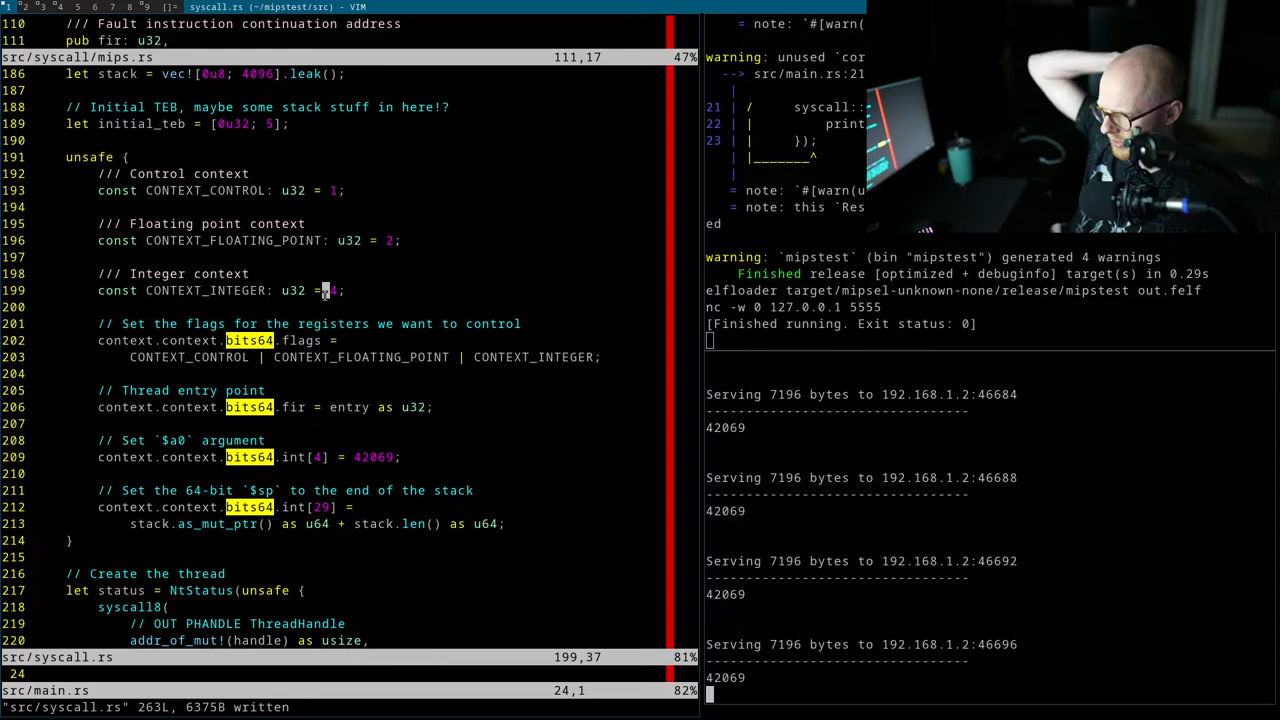 1 2 3 4 5 6 7 8 9 []= syscall.rs (~/mipstest/src) - VIM
110     /// Fault instruction continuation address
111     pub fir: u32,
src/syscall/mips.rs 111,17 47%
186     let stack = vec![0u8; 4096].leak();
187
188     // Initial TEB, maybe some stack stuff in here!?
189     let initial_teb = [0u32; 5];
190
191     unsafe {
192         /// Control context
193         const CONTEXT_CONTROL: u32 = 1;
194
195         /// Floating point context
196         const CONTEXT_FLOATING_POINT: u32 = 2;
197
198         /// Integer context
199         const CONTEXT_INTEGER: u32 = 4;
200
201         // Set the flags for the registers we want to control
202         context.context.bits64.flags =
203             CONTEXT_CONTROL | CONTEXT_FLOATING_POINT | CONTEXT_INTEGER;
204
205         // Thread entry point
206         context.context.bits64.fir = entry as u32;
207
208         // Set `$a0` argument
209         context.context.bits64.int[4] = 42069;
210
211         // Set the 64-bit `$sp` to the end of the stack
212         context.context.bits64.int[29] =
213             stack.as_mut_ptr() as u64 + stack.len() as u64;
214     }
215
216     // Create the thread
217     let status = NtStatus(unsafe {
218         syscall8(
219             // OUT PHANDLE ThreadHandle
220             addr_of_mut!(handle) as usize,
src/syscall.rs 199,37 81%
24
src/main.rs 24,1 82%
"src/syscall.rs" 263L, 6375B written
= note: `#[warn(
warning: unused `cor
--> src/main.rs:21
|
21 | /     syscall::
22 | |         print
23 | |     });
| |_______^
|
= note: `#[warn(u
= note: this `Res
ed
warning: `mipstest` (bin "mipstest") generated 4 warnings
Finished release [optimized + debuginfo] target(s) in 0.29s
elfloader target/mipsel-unknown-none/release/mipstest out.felf
nc -w 0 127.0.0.1 5555
[Finished running. Exit status: 0]
Serving 7196 bytes to 192.168.1.2:46684
---------------------------------
42069
Serving 7196 bytes to 192.168.1.2:46688
---------------------------------
42069
Serving 7196 bytes to 192.168.1.2:46692
---------------------------------
42069
Serving 7196 bytes to 192.168.1.2:46696
---------------------------------
42069